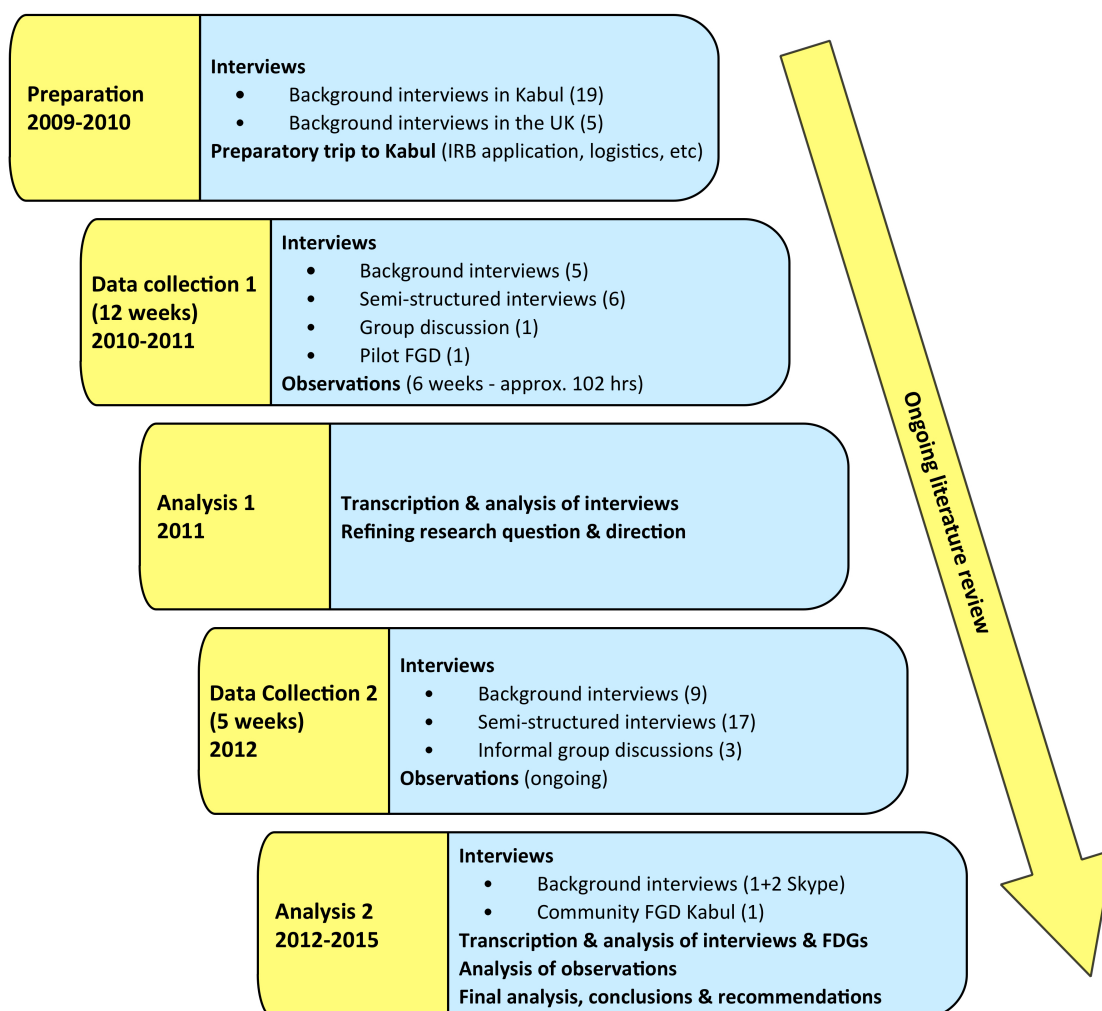 Preparation
2009-2010
Interviews
• Background interviews in Kabul (19)
• Background interviews in the UK (5)
Preparatory trip to Kabul (IRB application, logistics, etc)
Data collection 1
(12 weeks)
2010-2011
Interviews
• Background interviews (5)
• Semi-structured interviews (6)
• Group discussion (1)
• Pilot FGD (1)
Observations (6 weeks - approx. 102 hrs)
Analysis 1
2011
Transcription & analysis of interviews
Refining research question & direction
Data Collection 2
(5 weeks)
2012
Interviews
• Background interviews (9)
• Semi-structured interviews (17)
• Informal group discussions (3)
Observations (ongoing)
Analysis 2
2012-2015
Interviews
• Background interviews (1+2 Skype)
• Community FGD Kabul (1)
Transcription & analysis of interviews & FDGs
Analysis of observations
Final analysis, conclusions & recommendations
Ongoing literature review